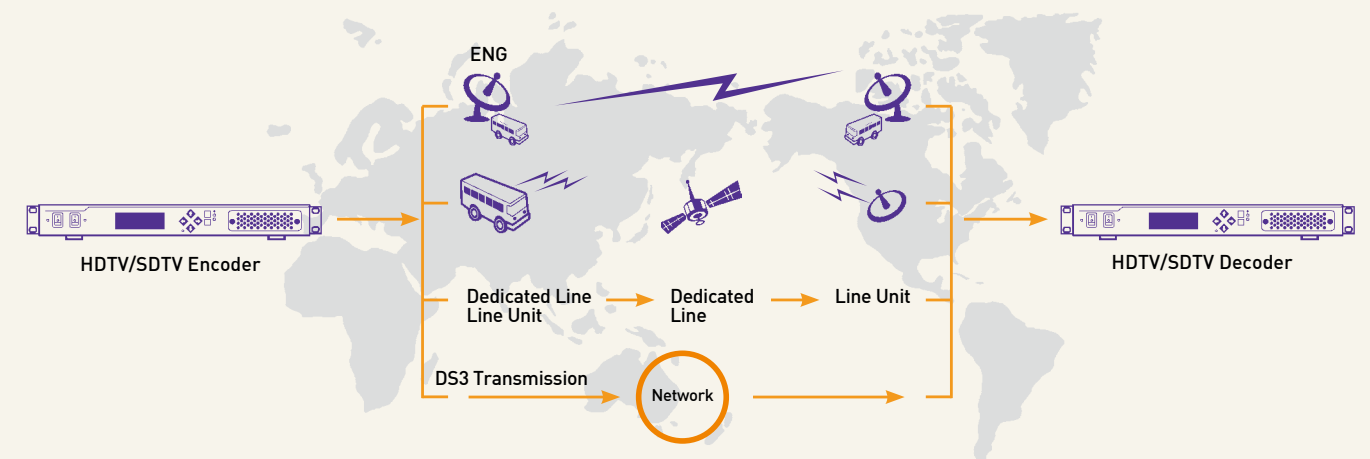 ENG
HDTV/SDTV Encoder
HDTV/SDTV Decoder
Dedicated Line
Line Unit
Dedicated
Line
Line Unit
DS3 Transmission
Network